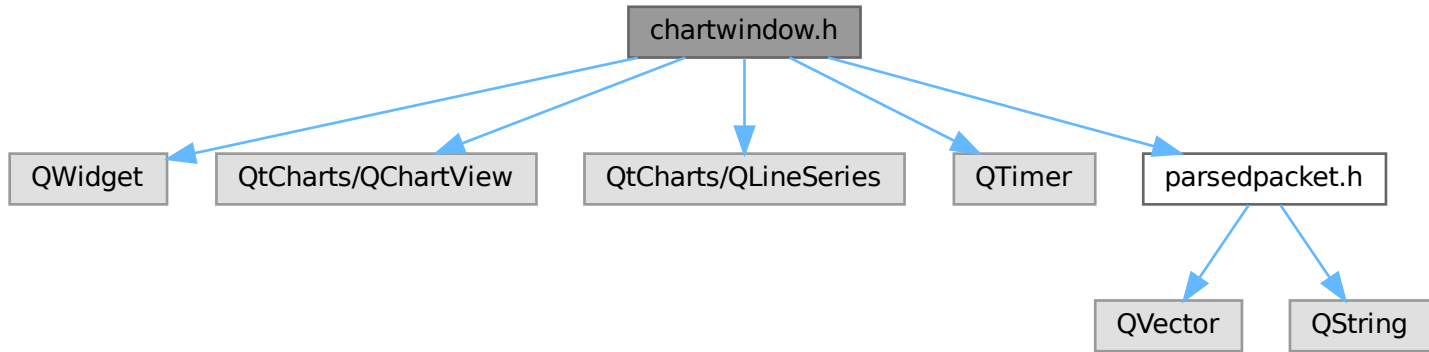 chartwindow.h
QWidget
QtCharts/QChartView
QtCharts/QLineSeries
QTimer
parsedpacket.h
QVector
QString